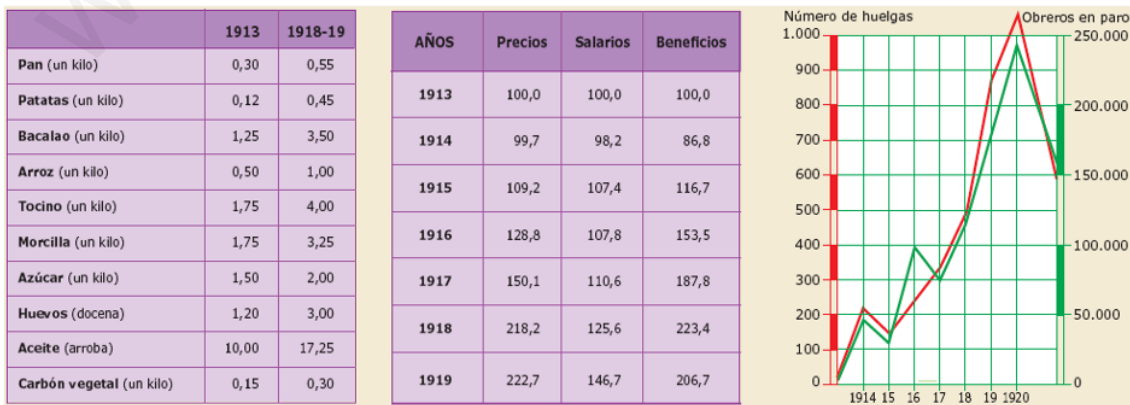 1913 1918-19
Pan (un kilo) 0,30 0,55
Patatas (un kilo) 0,12 0,45
Bacalao (un kilo) 1,25 3,50
Arroz (un kilo) 0,50 1,00
Tocino (un kilo) 1,75 4,00
Morcilla (un kilo) 1,75 3,25
Azúcar (un kilo) 1,50 2,00
Huevos (docena) 1,20 3,00
Aceite (arroba) 10,00 17,25
Carbón vegetal (un kilo) 0,15 0,30
AÑOS Precios Salarios Beneficios
1913 100,0 100,0 100,0
1914 99,7 98,2 86,8
1915 109,2 107,4 116,7
1916 128,8 107,8 153,5
1917 150,1 110,6 187,8
1918 218,2 125,6 223,4
1919 222,7 146,7 206,7
Número de huelgas Obreros en paro
1.000 250.000
900
800 200.000
700
600 150.000
500
400 100.000
300
200 50.000
100
0 0
1914 15 16 17 18 19 1920